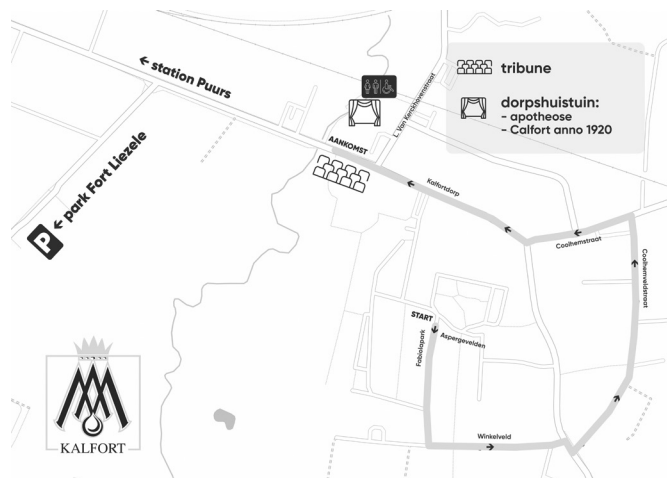 ← station Puurs
← park Fort Liezele
P
L. Van Kerckhovenstraat
tribune
dorpshuistuin:
- apotheose
- Calfort anno 1920
AANKOMST
Kalfortdorp
Coolhemstraat
Coolhemveldstraat
START
Aspergevelden
Fabiolapark
Winkelveld
KALFORT